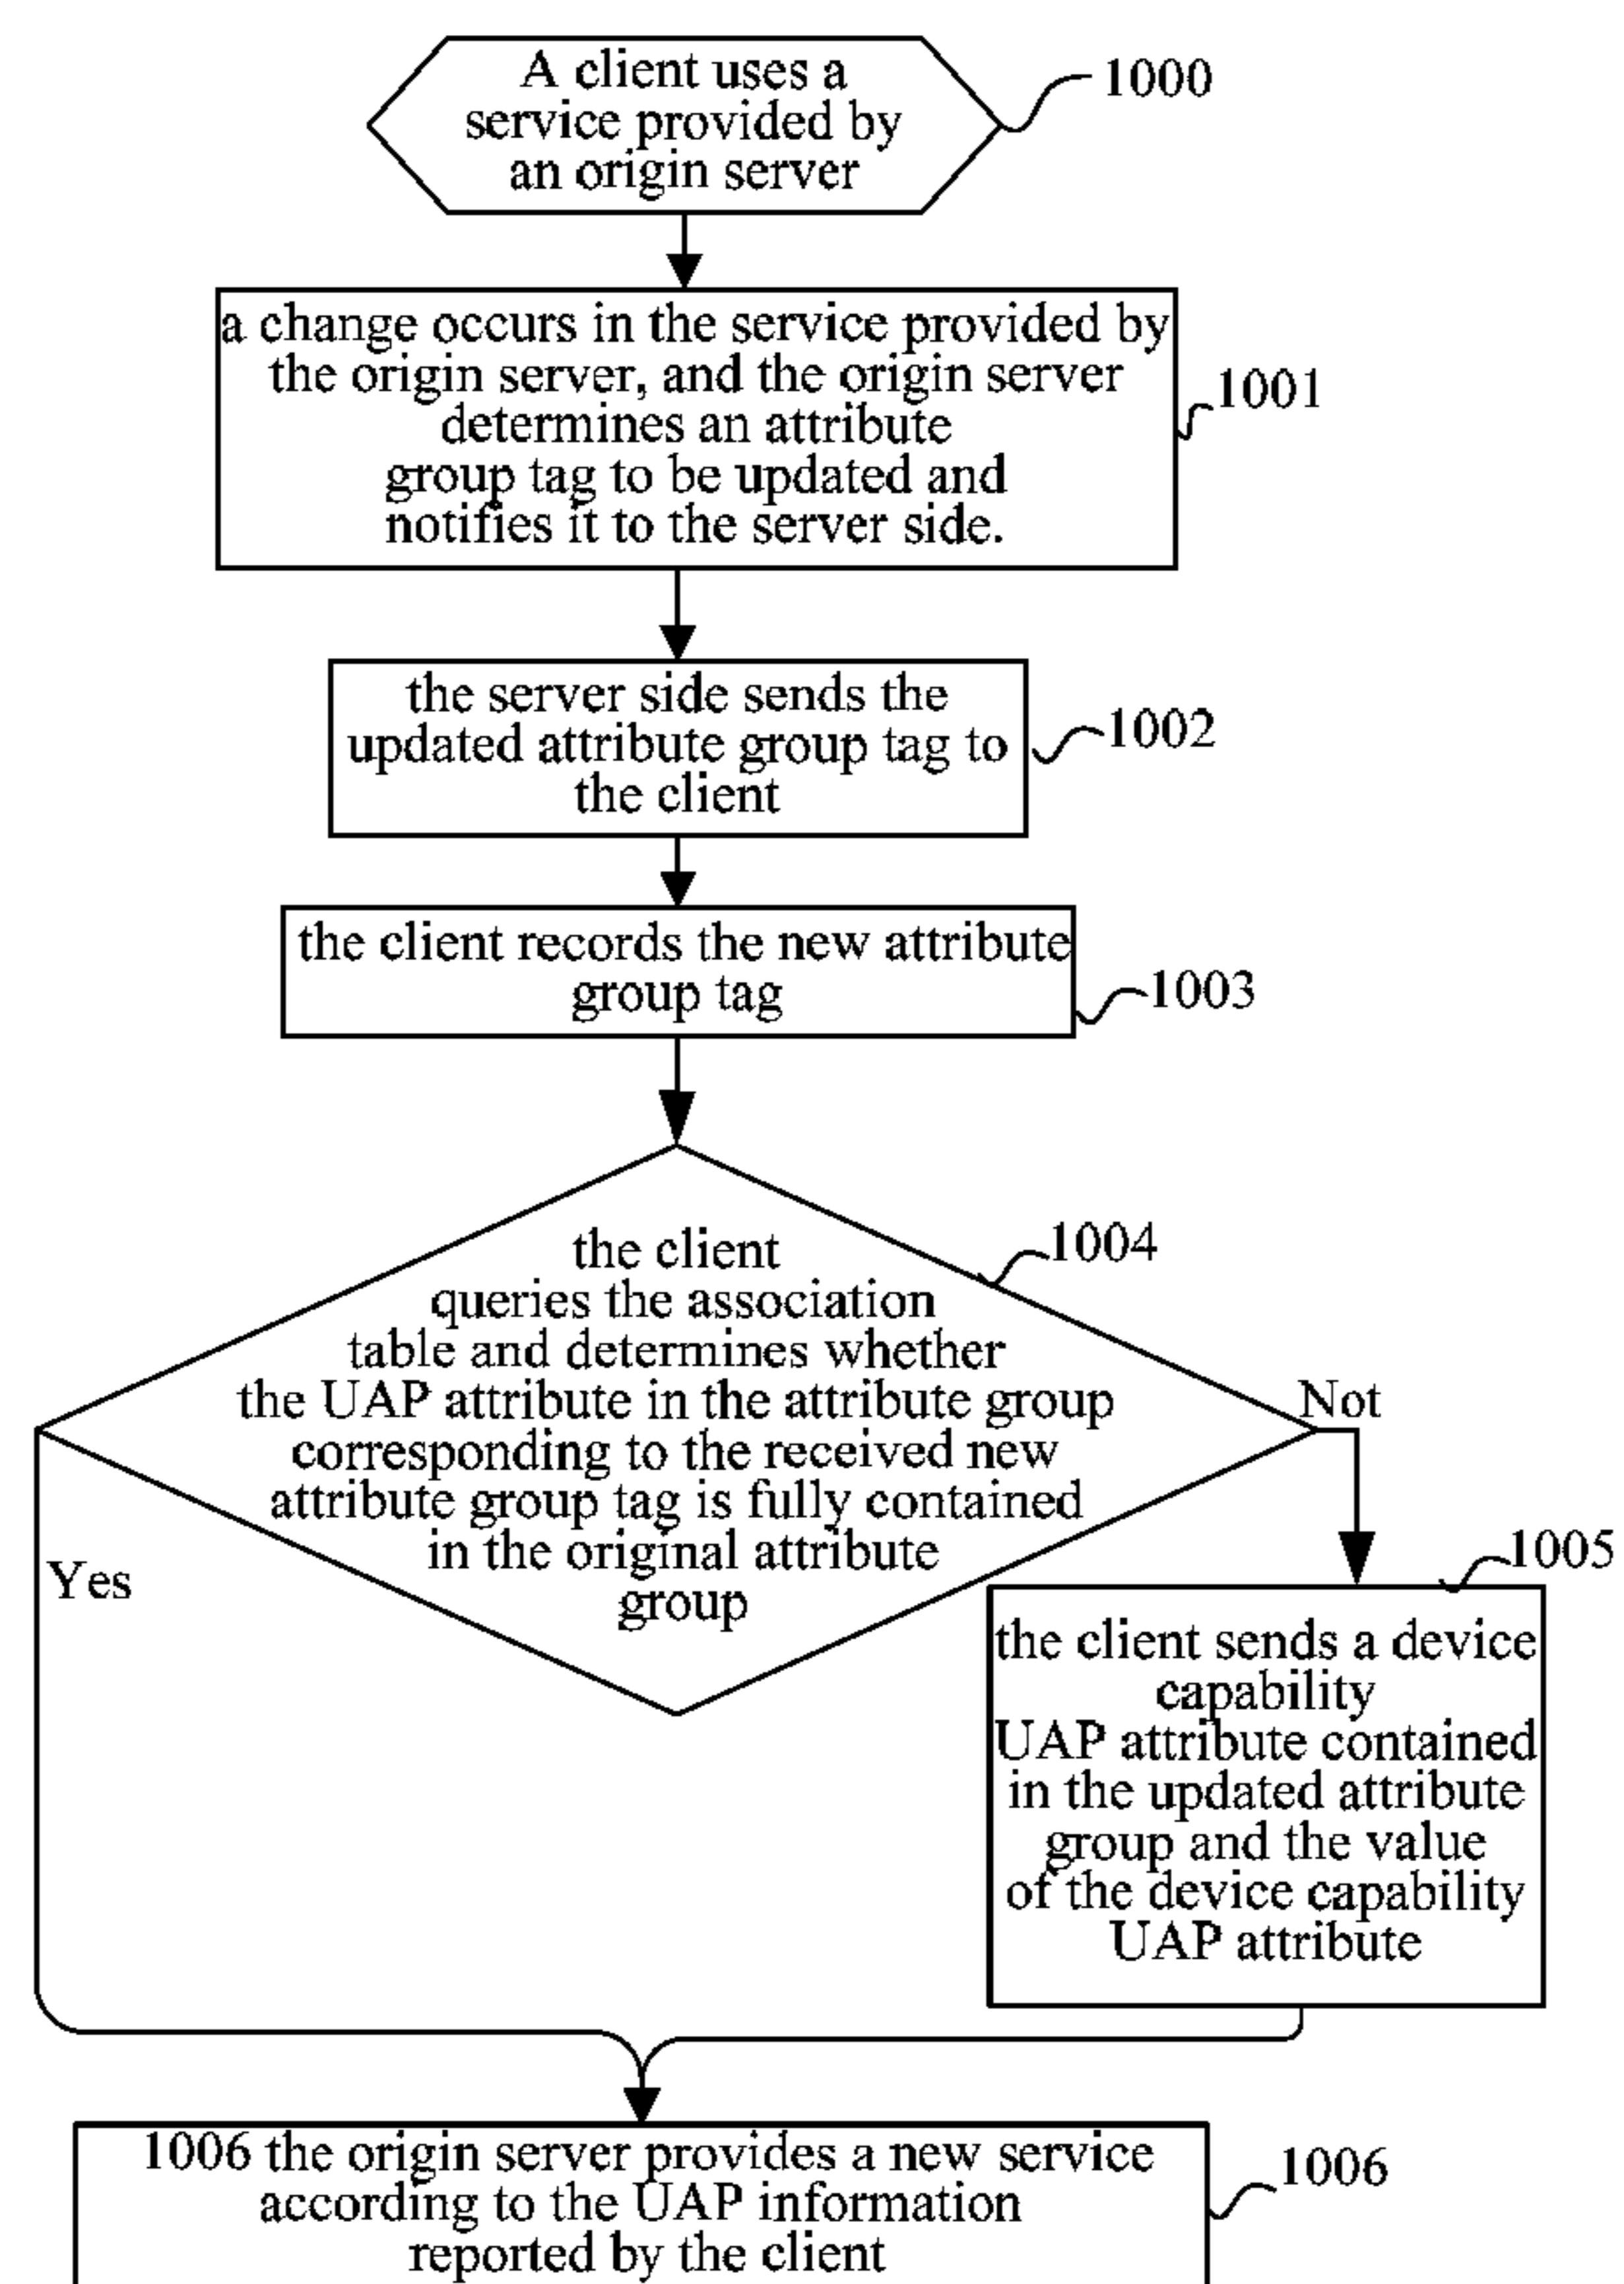 A client uses a
service provided by
an origin server
1000
a change occurs in the service provided by
the origin server, and the origin server
determines an attribute
group tag to be updated and
notifies it to the server side.
1001
the server side sends the
updated attribute group tag to
the client
1002
the client records the new attribute
group tag
1003
the client
queries the association
table and determines whether
the UAP attribute in the attribute group
corresponding to the received new
attribute group tag is fully contained
in the original attribute
group
1004
Not
Yes
1005
the client sends a device
capability
UAP attribute contained
in the updated attribute
group and the value
of the device capability
UAP attribute
1006 the origin server provides a new service
according to the UAP information
reported by the client
1006